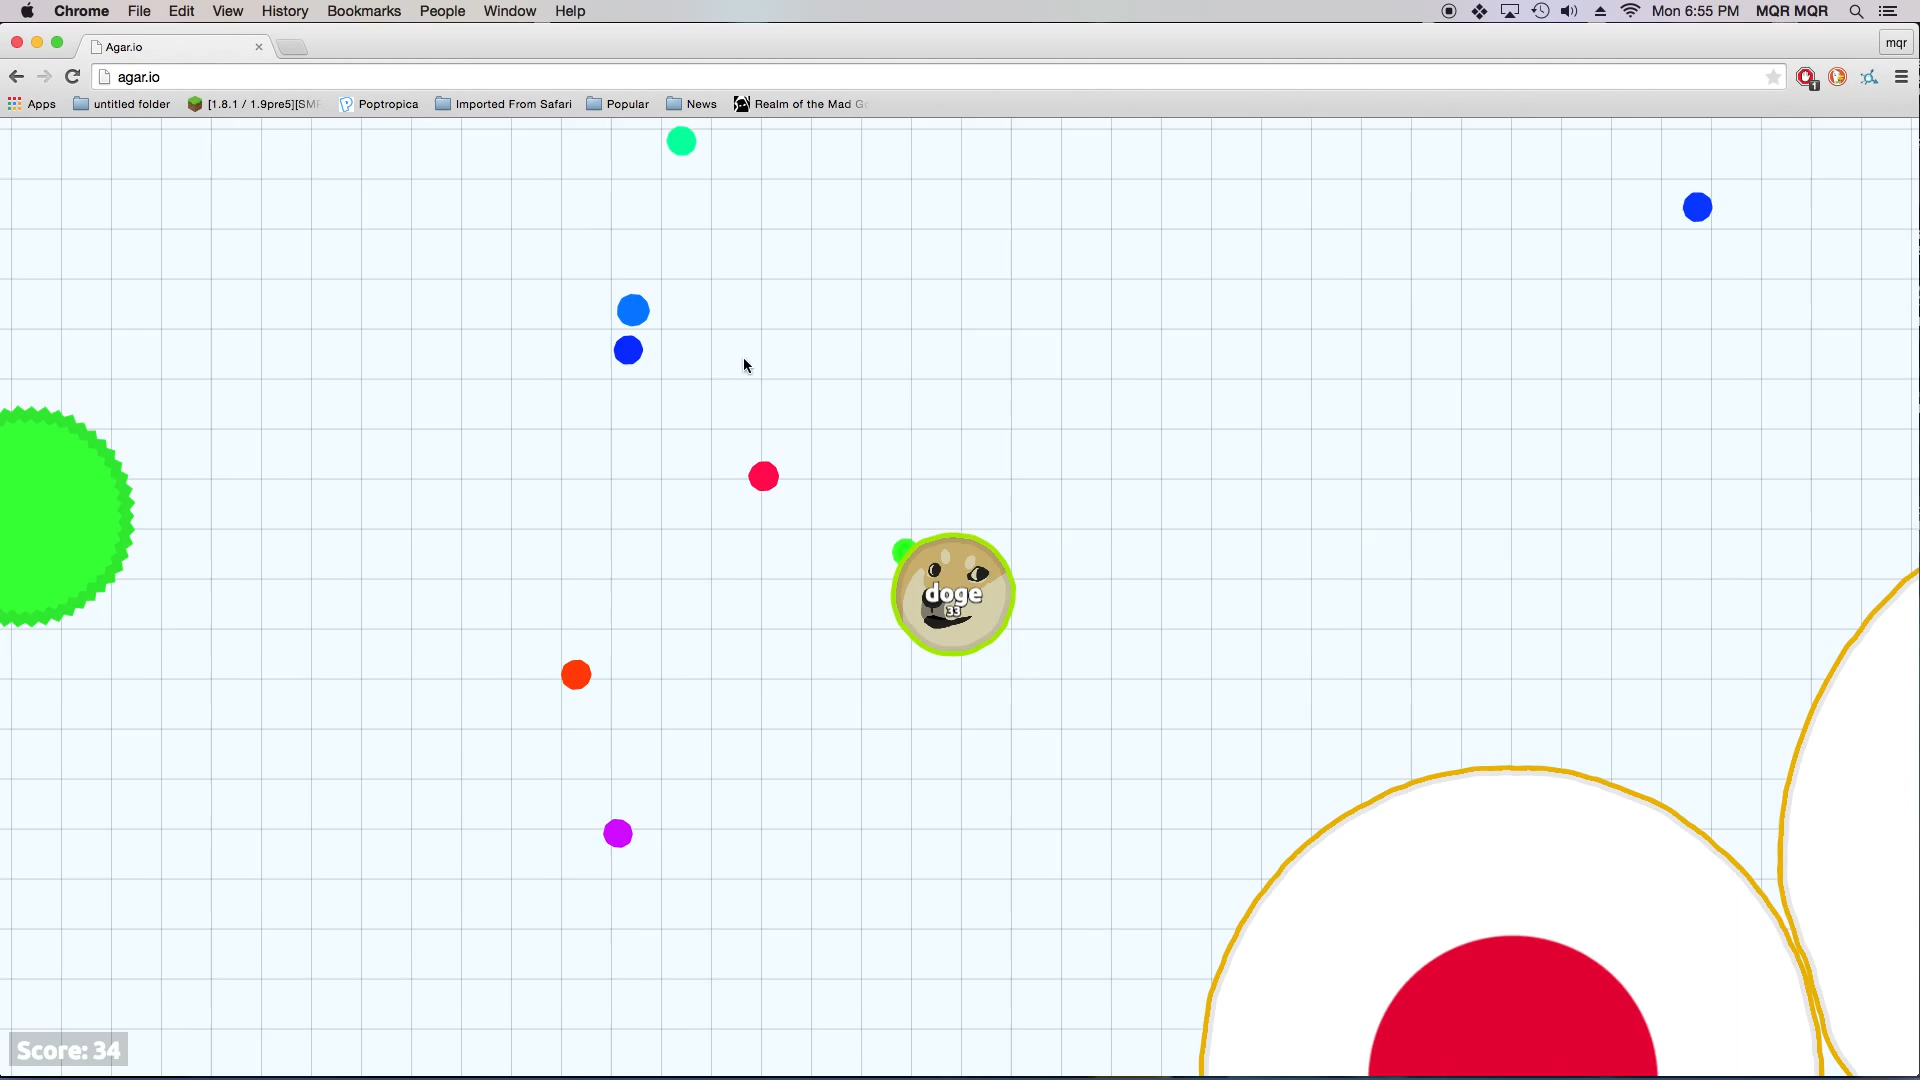 Chrome File Edit View History Bookmarks People Window Help Mon 6:55 PM MQR MQR
Agar.io mqr
agar.io 1
Apps untitled folder [1.8.1 / 1.9pre5][SM Poptropica Imported From Safari Popular News Realm of the Mad G
doge
33
Score: 34